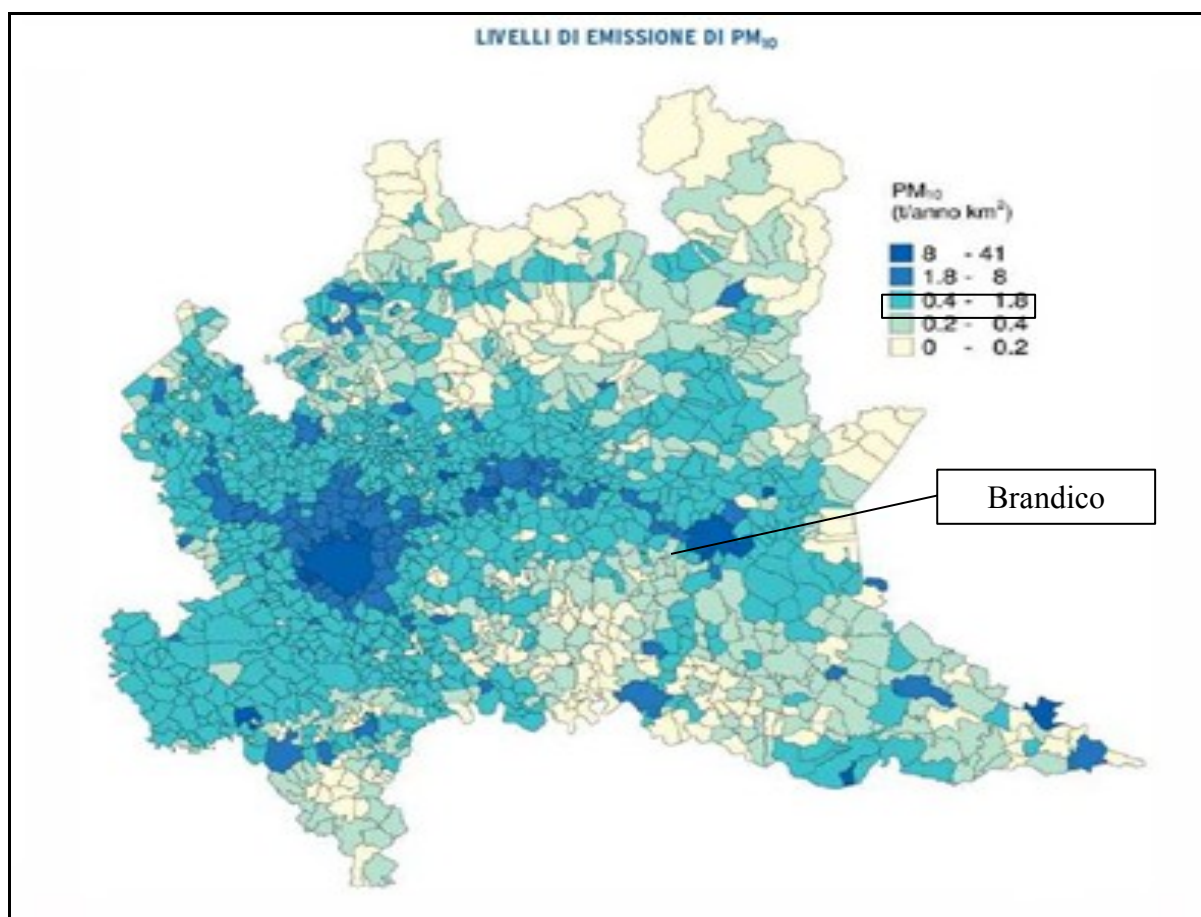 LIVELLI DI EMISSIONE DI PM₁₀
PM₁₀
(t/anno km²)
8 - 41
1.8 - 8
0.4 - 1.8
0.2 - 0.4
0 - 0.2
Brandico